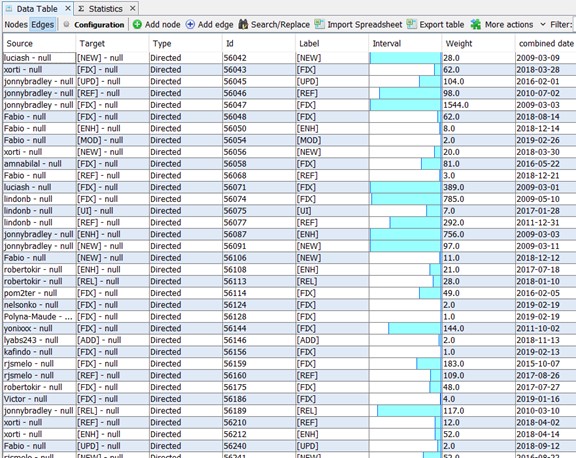 Data Table × Statistics ×
Nodes Edges Configuration Add node Add edge Search/Replace Import Spreadsheet Export table More actions Filter:
Source Target Type Id Label Interval Weight combined date
luciash - null [NEW] - null Directed 56042 [NEW] 28.0 2009-03-09
xorti - null [FIX] - null Directed 56043 [FIX] 62.0 2018-03-28
jonnybradley - null [UPD] - null Directed 56045 [UPD] 104.0 2016-02-01
jonnybradley - null [REF] - null Directed 56046 [REF] 98.0 2010-07-02
jonnybradley - null [FIX] - null Directed 56047 [FIX] 1544.0 2009-03-03
Fabio - null [FIX] - null Directed 56048 [FIX] 62.0 2018-08-14
Fabio - null [ENH] - null Directed 56050 [ENH] 8.0 2018-12-14
Fabio - null [MOD] - null Directed 56054 [MOD] 2.0 2019-02-26
xorti - null [NEW] - null Directed 56056 [NEW] 20.0 2018-03-30
amnabilal - null [FIX] - null Directed 56058 [FIX] 81.0 2016-05-22
Fabio - null [REF] - null Directed 56068 [REF] 3.0 2018-12-21
luciash - null [FIX] - null Directed 56071 [FIX] 389.0 2009-03-01
lindonb - null [FIX] - null Directed 56074 [FIX] 785.0 2009-05-10
lindonb - null [UI] - null Directed 56075 [UI] 7.0 2017-01-28
lindonb - null [REF] - null Directed 56077 [REF] 292.0 2011-12-31
jonnybradley - null [ENH] - null Directed 56087 [ENH] 756.0 2009-03-03
jonnybradley - null [NEW] - null Directed 56091 [NEW] 97.0 2009-03-11
Fabio - null [NEW] - null Directed 56106 [NEW] 11.0 2018-12-12
robertokir - null [ENH] - null Directed 56108 [ENH] 21.0 2017-07-18
robertokir - null [REL] - null Directed 56113 [REL] 28.0 2018-01-10
pom2ter - null [FIX] - null Directed 56114 [FIX] 49.0 2016-02-05
nelsonko - null [FIX] - null Directed 56124 [FIX] 2.0 2019-02-19
Polyna-Maude - ... [FIX] - null Directed 56128 [FIX] 1.0 2019-02-19
yonixxx - null [FIX] - null Directed 56144 [FIX] 144.0 2011-10-02
lyabs243 - null [ADD] - null Directed 56146 [ADD] 2.0 2018-11-13
kafindo - null [FIX] - null Directed 56156 [FIX] 1.0 2019-02-13
rjsmelo - null [FIX] - null Directed 56159 [FIX] 183.0 2015-10-07
rjsmelo - null [REF] - null Directed 56160 [REF] 109.0 2017-08-26
robertokir - null [FIX] - null Directed 56175 [FIX] 48.0 2017-07-27
Victor - null [FIX] - null Directed 56186 [FIX] 4.0 2019-01-16
jonnybradley - null [REL] - null Directed 56189 [REL] 117.0 2010-03-10
xorti - null [REF] - null Directed 56210 [REF] 12.0 2018-04-02
xorti - null [ENH] - null Directed 56212 [ENH] 52.0 2018-04-14
Fabio - null [UPD] - null Directed 56240 [UPD] 2.0 2018-09-12
rjsmelo - null [NEW] - null Directed 56241 [NEW] 52.0 2016-08-22